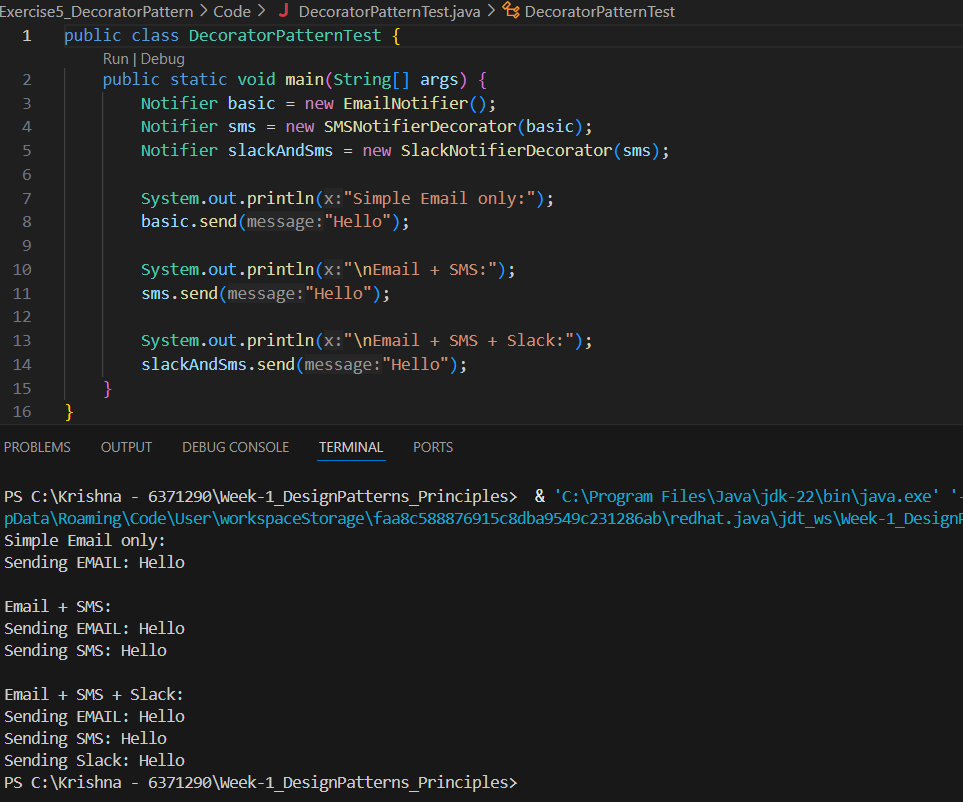 Exercise5_DecoratorPattern > Code > J DecoratorPatternTest.java > DecoratorPatternTest
1 public class DecoratorPatternTest {
Run | Debug
2 public static void main(String[] args) {
3 Notifier basic = new EmailNotifier();
4 Notifier sms = new SMSNotifierDecorator(basic);
5 Notifier slackAndSms = new SlackNotifierDecorator(sms);
6
7 System.out.println(x:"Simple Email only:");
8 basic.send(message:"Hello");
9
10 System.out.println(x:"\nEmail + SMS:");
11 sms.send(message:"Hello");
12
13 System.out.println(x:"\nEmail + SMS + Slack:");
14 slackAndSms.send(message:"Hello");
15 }
16 }
PROBLEMS OUTPUT DEBUG CONSOLE TERMINAL PORTS
PS C:\Krishna - 6371290\Week-1_DesignPatterns_Principles> & 'C:\Program Files\Java\jdk-22\bin\java.exe' '-
pData\Roaming\Code\User\workspaceStorage\faa8c588876915c8dba9549c231286ab\redhat.java\jdt_ws\Week-1_DesignP
Simple Email only:
Sending EMAIL: Hello
Email + SMS:
Sending EMAIL: Hello
Sending SMS: Hello
Email + SMS + Slack:
Sending EMAIL: Hello
Sending SMS: Hello
Sending Slack: Hello
PS C:\Krishna - 6371290\Week-1_DesignPatterns_Principles>